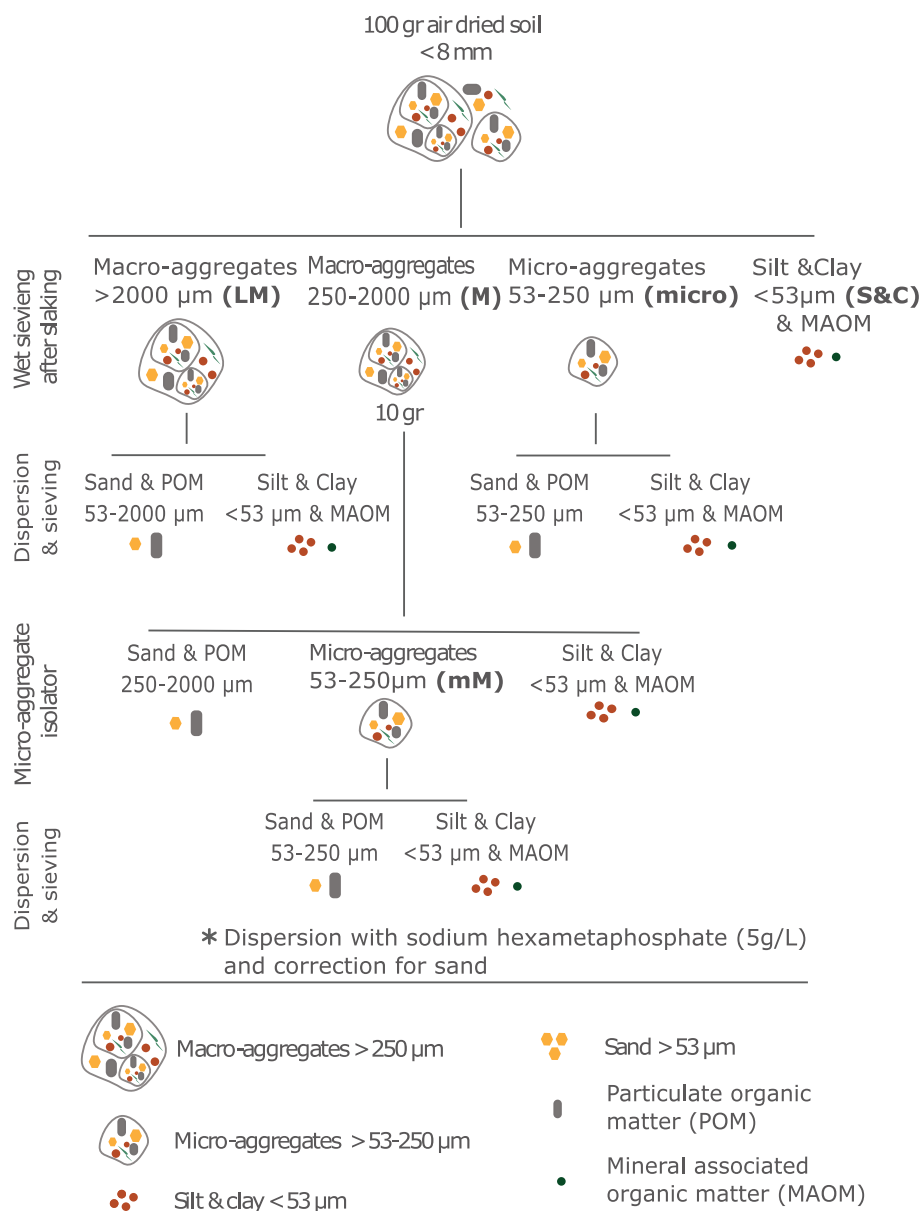 100 gr air dried soil
<8 mm
Wet sievieng
after slaking
Macro-aggregates
>2000 µm (LM)
Macro-aggregates
250-2000 µm (M)
10 gr
Micro-aggregates
53-250 µm (micro)
Silt &Clay
<53µm (S&C)
& MAOM
Dispersion
& sieving
Sand & POM
53-2000 µm
Silt & Clay
<53 µm & MAOM
Sand & POM
53-250 µm
Silt & Clay
<53 µm & MAOM
Micro-aggregate
isolator
Sand & POM
250-2000 µm
Micro-aggregates
53-250µm (mM)
Silt & Clay
<53 µm & MAOM
Dispersion
& sieving
Sand & POM
53-250 µm
Silt & Clay
<53 µm & MAOM
* Dispersion with sodium hexametaphosphate (5g/L)
and correction for sand
Macro-aggregates > 250 µm
Micro-aggregates > 53-250 µm
Silt & clay < 53 µm
Sand > 53 µm
Particulate organic
matter (POM)
Mineral associated
organic matter (MAOM)